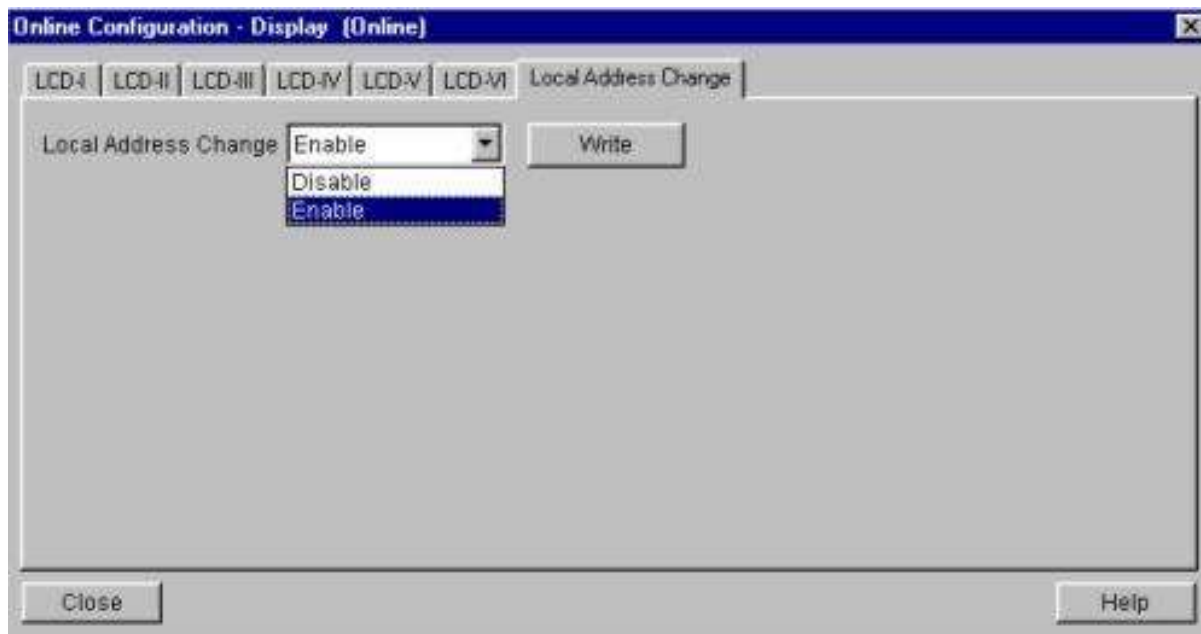 Online Configuration - Display (Online)
LCD-I LCD-II LCD-III LCD-IV LCD-V LCD-VI Local Address Change
Local Address Change Enable Write
Disable
Enable
Close Help